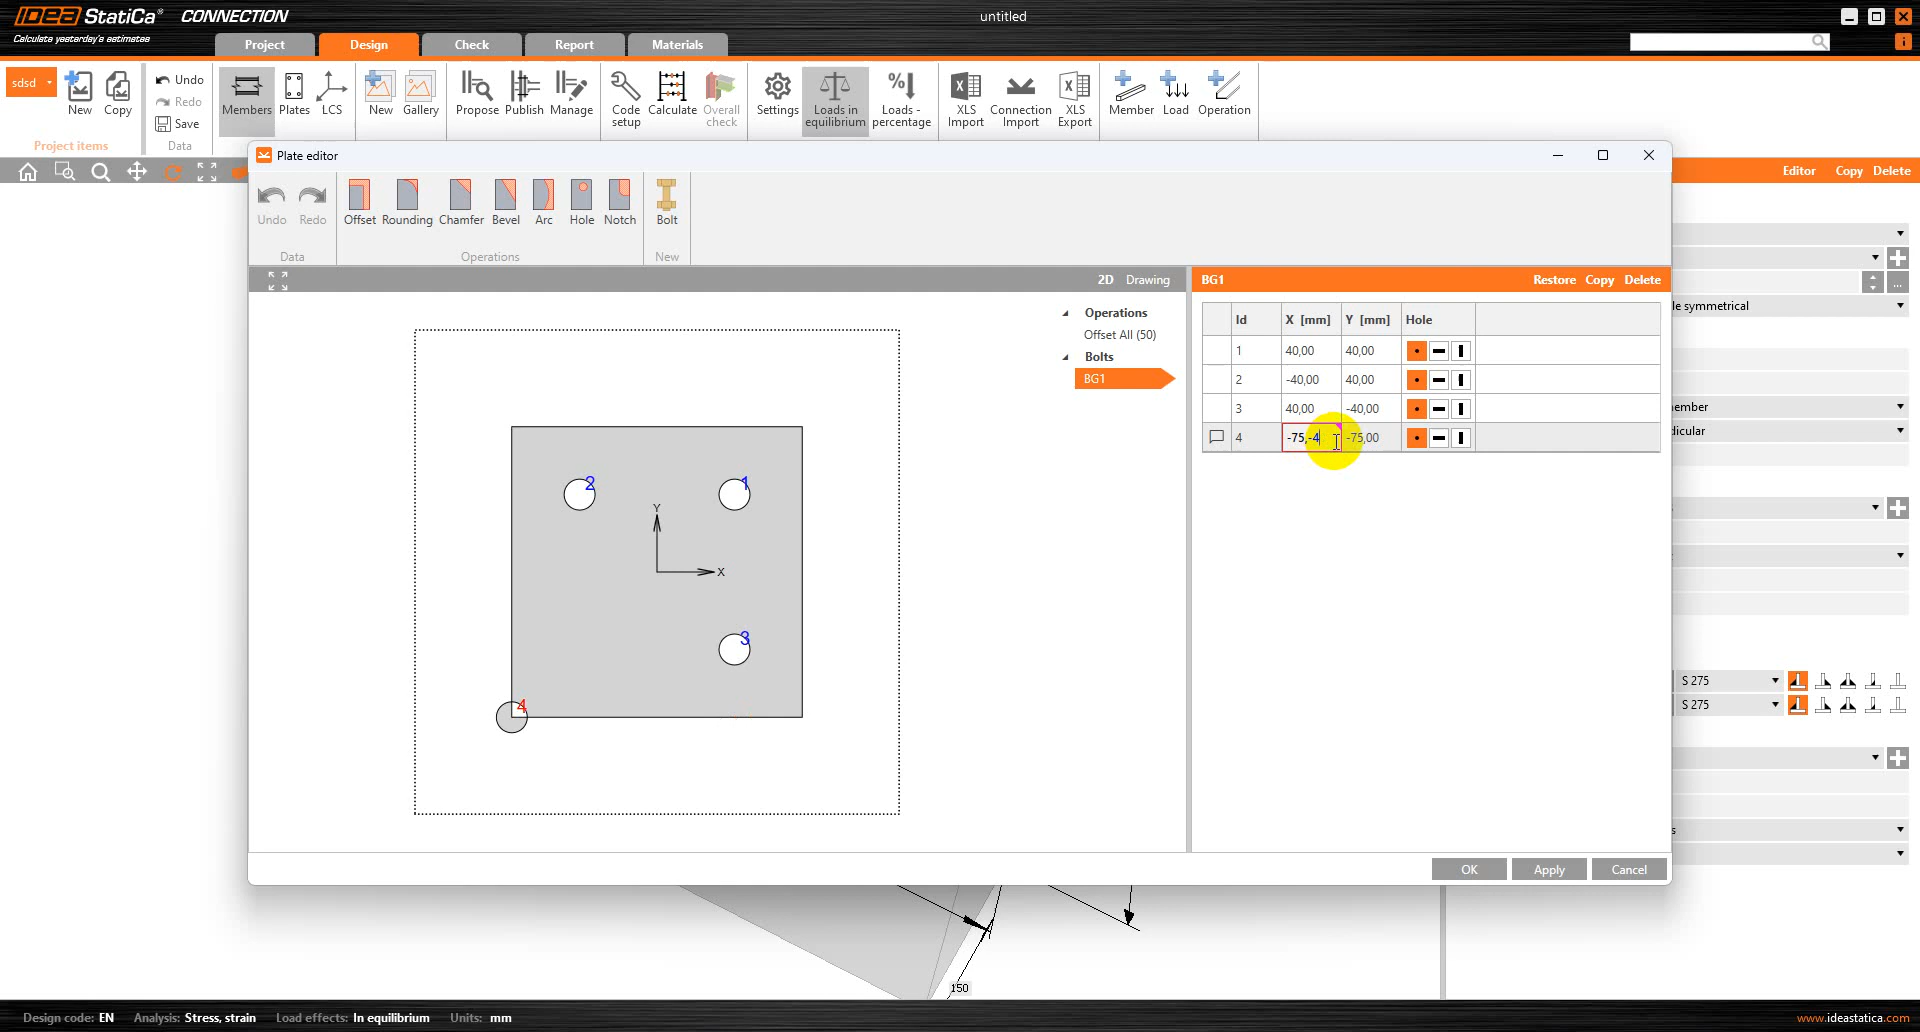 IDEA StatiCa® CONNECTION
Calculate yesterday's estimates
untitled
Project Design Check Report Materials
i
sdsd
New Copy
Undo
Redo
Save
Members Plates LCS
New Gallery
Propose Publish Manage
Code setup Calculate Overall check
Settings Loads in equilibrium Loads - percentage
XLS Import Connection Import XLS Export
Member Load Operation
Project items Data
Plate editor
Editor Copy Delete
Undo Redo Offset Rounding Chamfer Bevel Arc Hole Notch Bolt
Data Operations New
2D Drawing
BG1 Restore Copy Delete
Operations
Offset All (50)
Bolts
BG1
Id X [mm] Y [mm] Hole
1 40,00 40,00
2 -40,00 40,00
3 40,00 -40,00
4 -75,-4 -75,00
2 1
Y
X
3
4
le symmetrical
ember
dicular
S 275
S 275
s
OK Apply Cancel
150
Design code: EN Analysis: Stress, strain Load effects: In equilibrium Units: mm
www.ideastatica.com